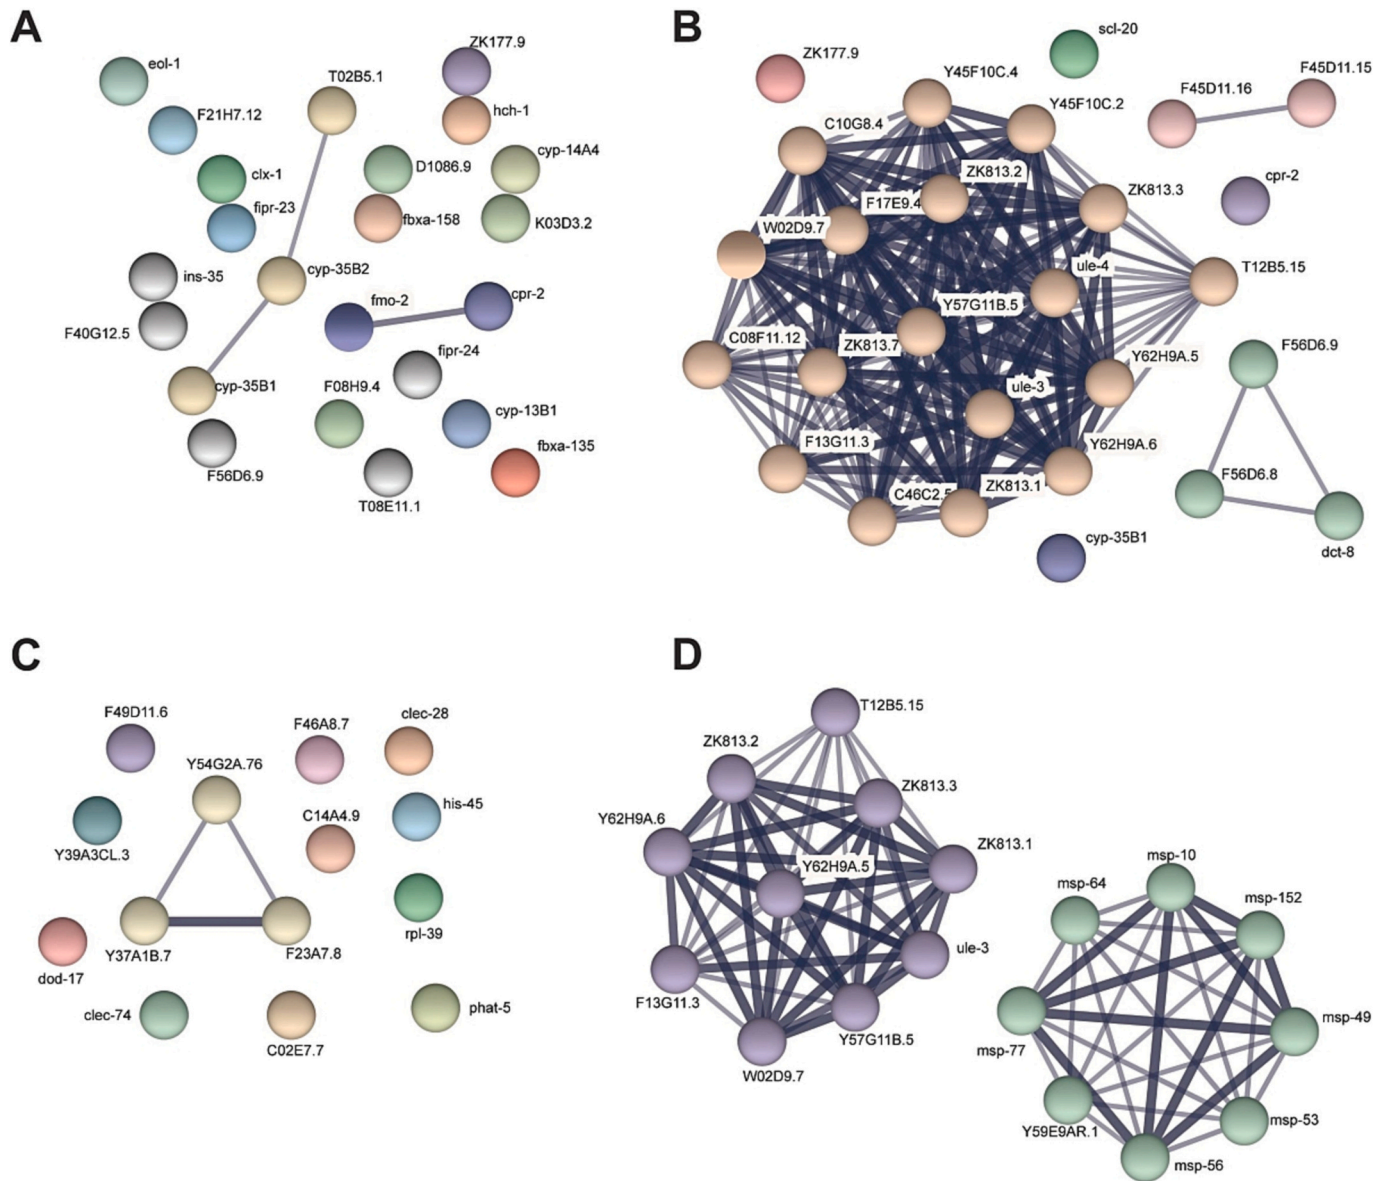 A
eol-1
F21H7.12
T02B5.1
ZK177.9
hch-1
clx-1
D1086.9
cyp-14A4
fipr-23
fbxa-158
K03D3.2
ins-35
cyp-35B2
fmo-2
cpr-2
F40G12.5
fipr-24
cyp-35B1
F08H9.4
cyp-13B1
fbxa-135
F56D6.9
T08E11.1
B
scl-20
ZK177.9
Y45F10C.4
F45D11.15
F45D11.16
Y45F10C.2
C10G8.4
ZK813.2
ZK813.3
cpr-2
F17E9.4
W02D9.7
ule-4
T12B5.15
Y57G11B.5
C08F11.12
ZK813.7
Y62H9A.5
F56D6.9
ule-3
F13G11.3
Y62H9A.6
F56D6.8
C46C2.5
ZK813.1
cyp-35B1
dct-8
C
F49D11.6
F46A8.7
clec-28
Y54G2A.76
C14A4.9
his-45
Y39A3CL.3
rpl-39
Y37A1B.7
F23A7.8
dod-17
clec-74
phat-5
C02E7.7
D
T12B5.15
ZK813.2
ZK813.3
Y62H9A.6
ZK813.1
Y62H9A.5
ule-3
F13G11.3
Y57G11B.5
W02D9.7
msp-10
msp-64
msp-152
msp-49
msp-77
msp-53
Y59E9AR.1
msp-56